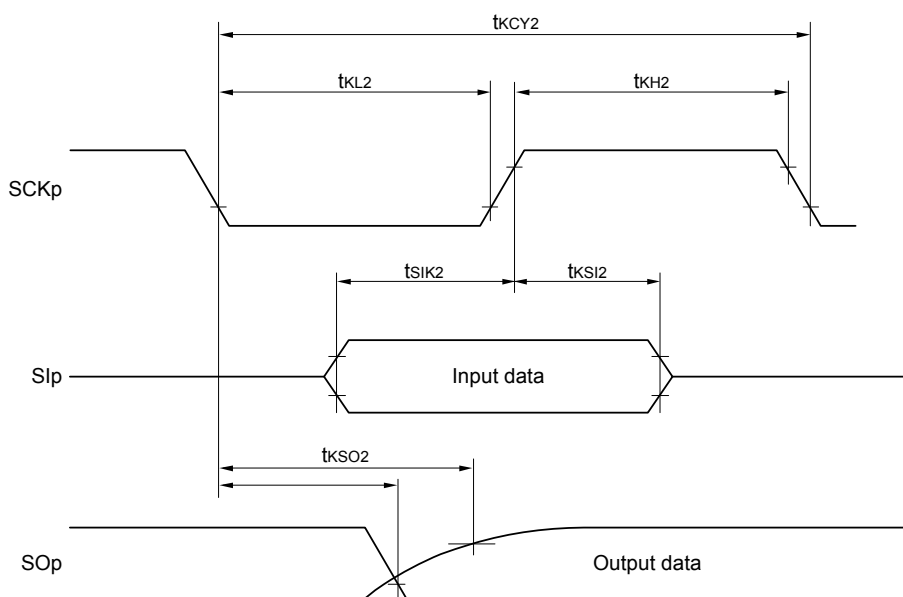 tKCY2
tKL2
tKH2
SCKp
tSIK2
tKSI2
SIp
Input data
tKSO2
SOp
Output data